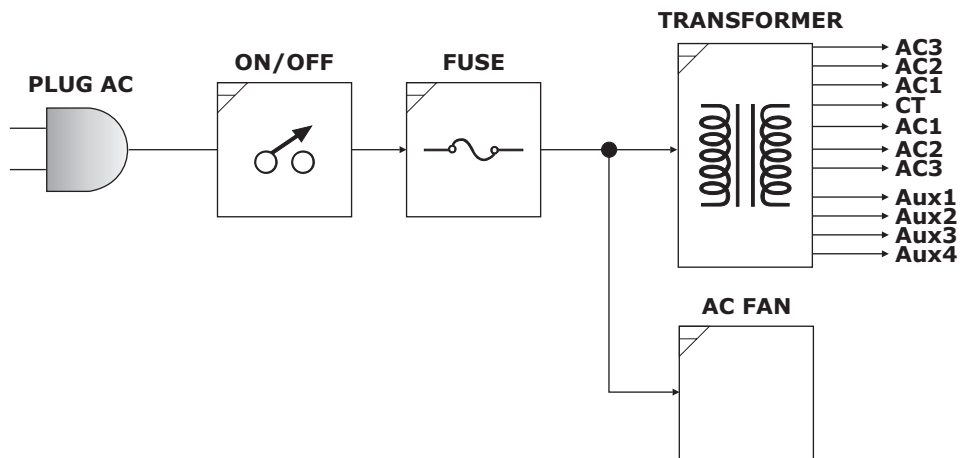 TRANSFORMER
ON/OFF
FUSE
PLUG AC
AC3
AC2
AC1
CT
AC1
AC2
AC3
Aux1
Aux2
Aux3
Aux4
AC FAN